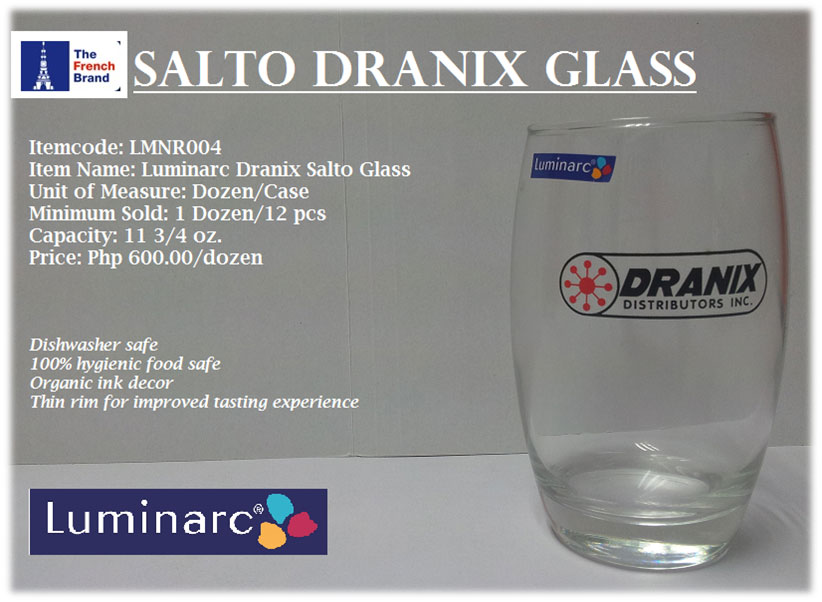 The
French
Brand
SALTO DRANIX GLASS
Itemcode: LMNR004
Item Name: Luminarc Dranix Salto Glass
Unit of Measure: Dozen/Case
Minimum Sold: 1 Dozen/12 pcs
Capacity: 11 3/4 oz.
Price: Php 600.00/dozen
Dishwasher safe
100% hygienic food safe
Organic ink decor
Thin rim for improved tasting experience
Luminarc®
Luminarc
DRANIX
DISTRIBUTORS INC.